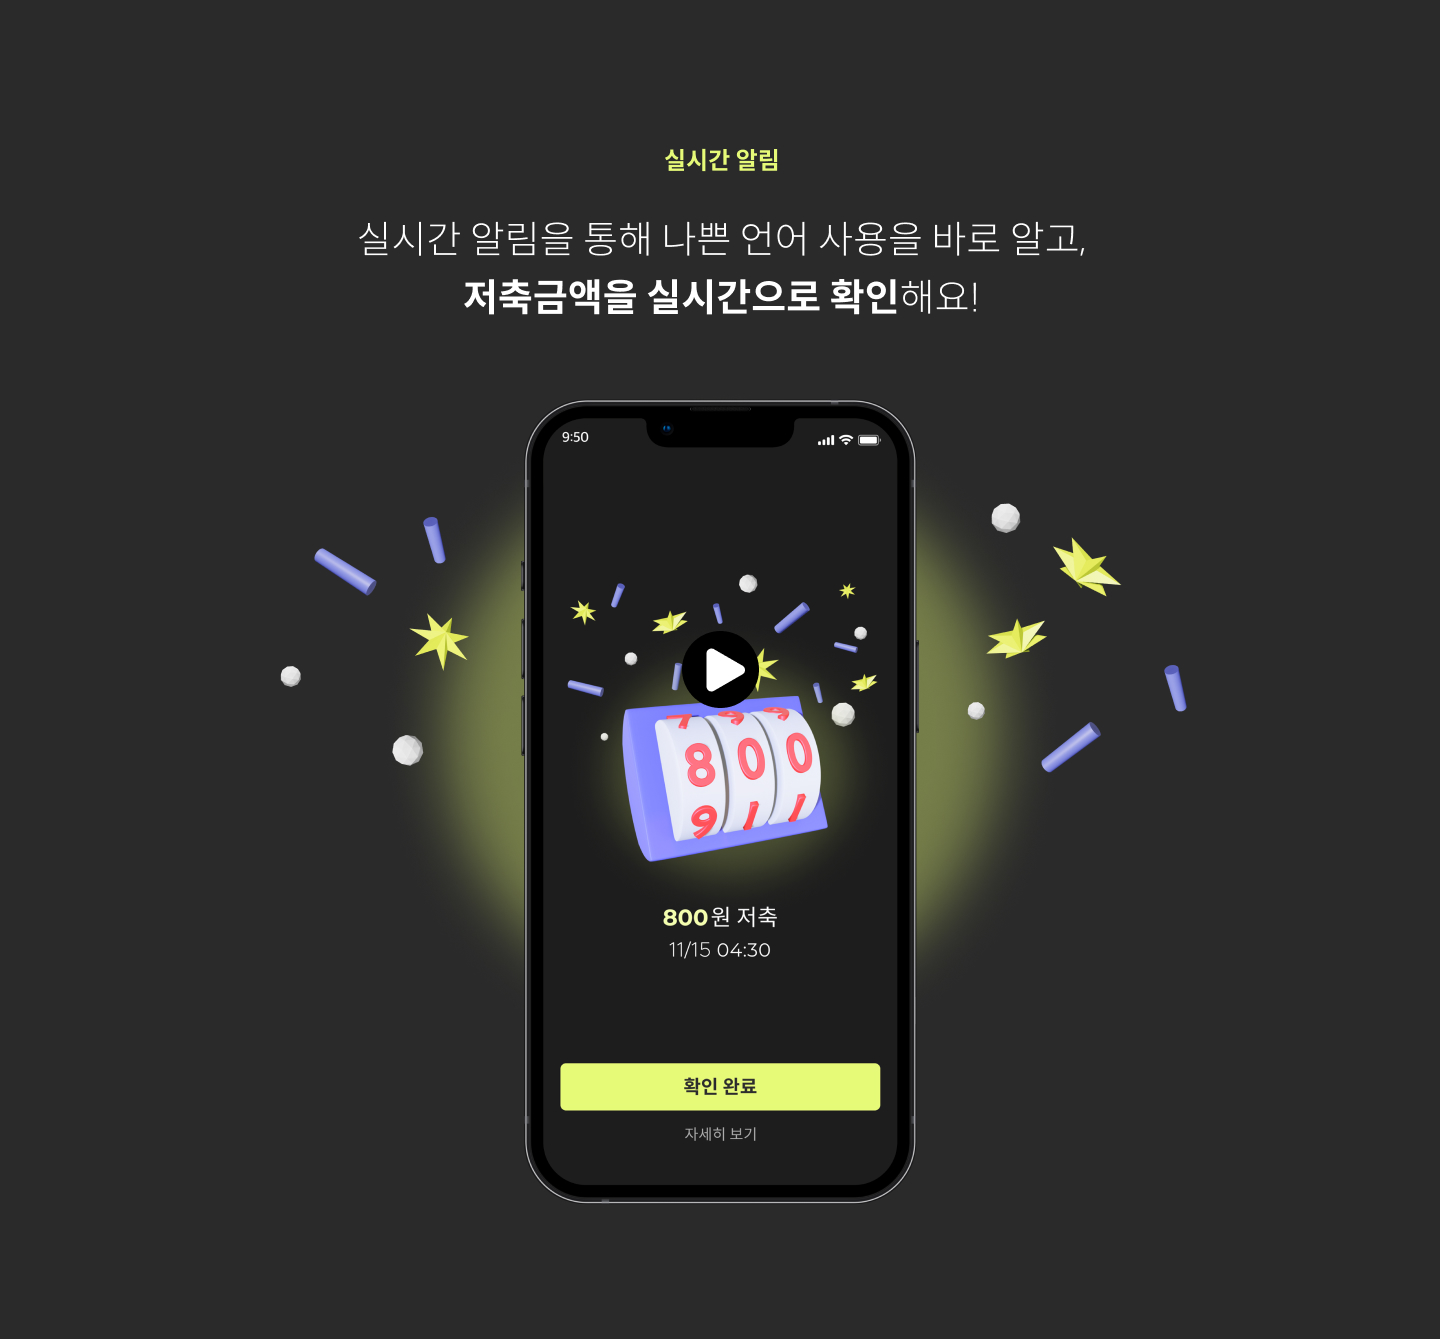 실시간 알림
실시간 알림을 통해 나쁜 언어 사용을 바로 알고,
저축금액을 실시간으로 확인해요!
9:50
800
911
800원 저축
11/15 04:30
확인 완료
자세히 보기